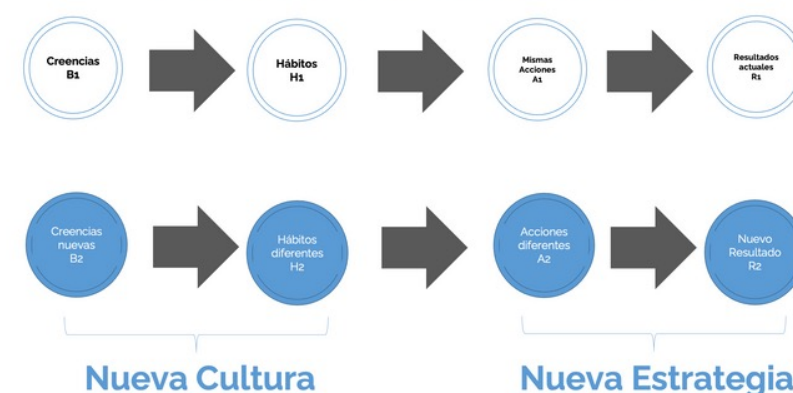 Creencias
B1
Hábitos
H1
Mismas
Acciones
A1
Resultados
actuales
R1
Creencias
nuevas
B2
Hábitos
diferentes
H2
Acciones
diferentes
A2
Nuevo
Resultado
R2
Nueva Cultura
Nueva Estrategia